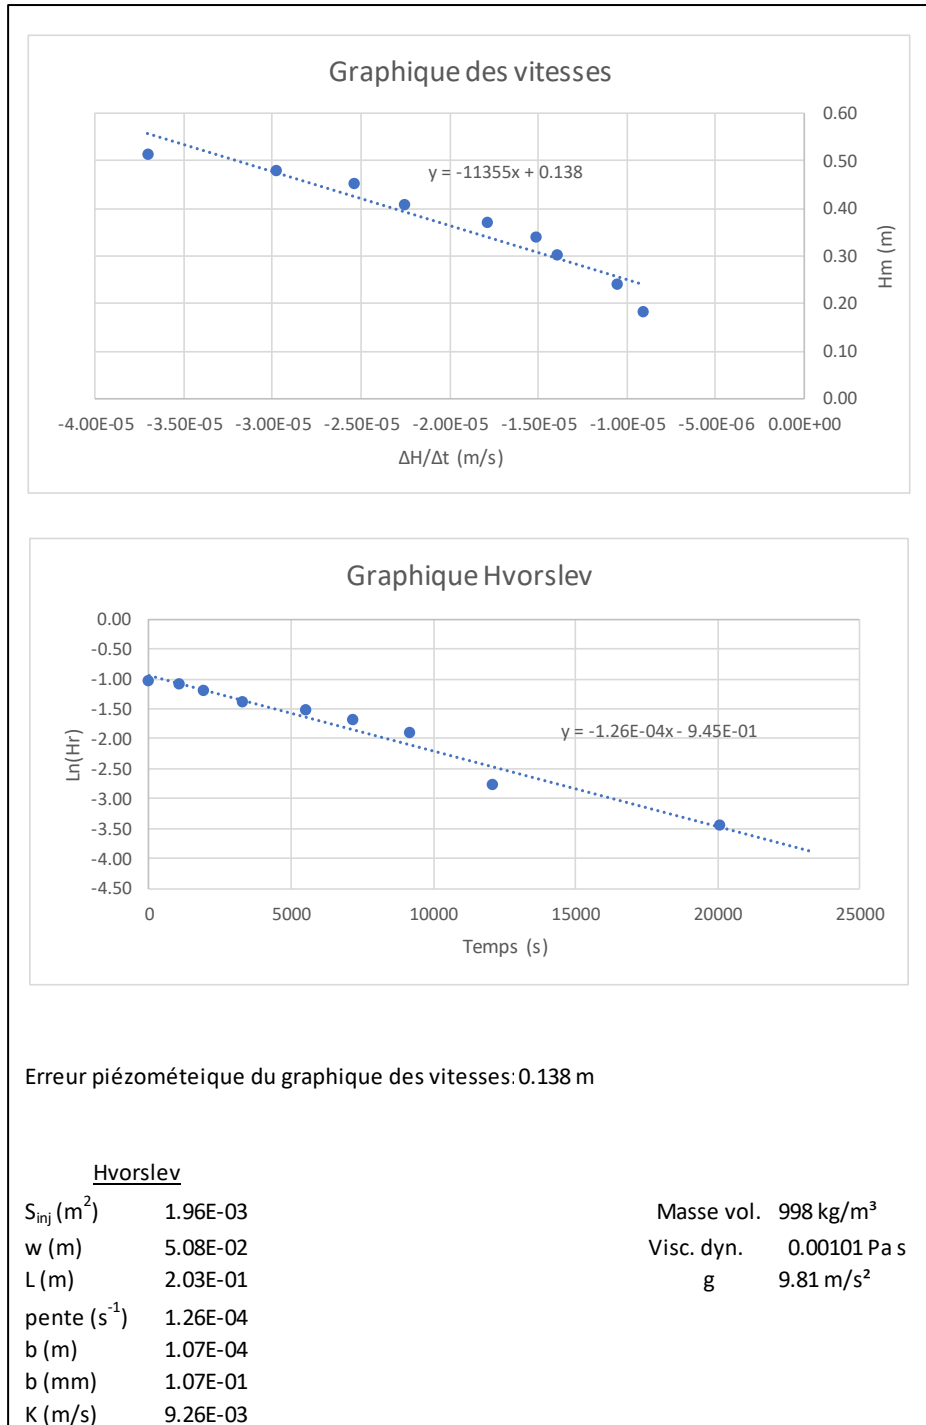 Graphique des vitesses
y = -11355x + 0.138
0.60
0.50
0.40
0.30
0.20
0.10
0.00
Hm (m)
-4.00E-05 -3.50E-05 -3.00E-05 -2.50E-05 -2.00E-05 -1.50E-05 -1.00E-05 -5.00E-06 0.00E+00
ΔH/Δt (m/s)
Graphique Hvorslev
0.00
-0.50
-1.00
-1.50
-2.00
-2.50
-3.00
-3.50
-4.00
-4.50
Ln(Hr)
y = -1.26E-04x - 9.45E-01
0 5000 10000 15000 20000 25000
Temps (s)
Erreur piézométeique du graphique des vitesses: 0.138 m
Hvorslev
S_inj (m²) 1.96E-03 Masse vol. 998 kg/m³
w (m) 5.08E-02 Visc. dyn. 0.00101 Pa s
L (m) 2.03E-01 g 9.81 m/s²
pente (s⁻¹) 1.26E-04
b (m) 1.07E-04
b (mm) 1.07E-01
K (m/s) 9.26E-03